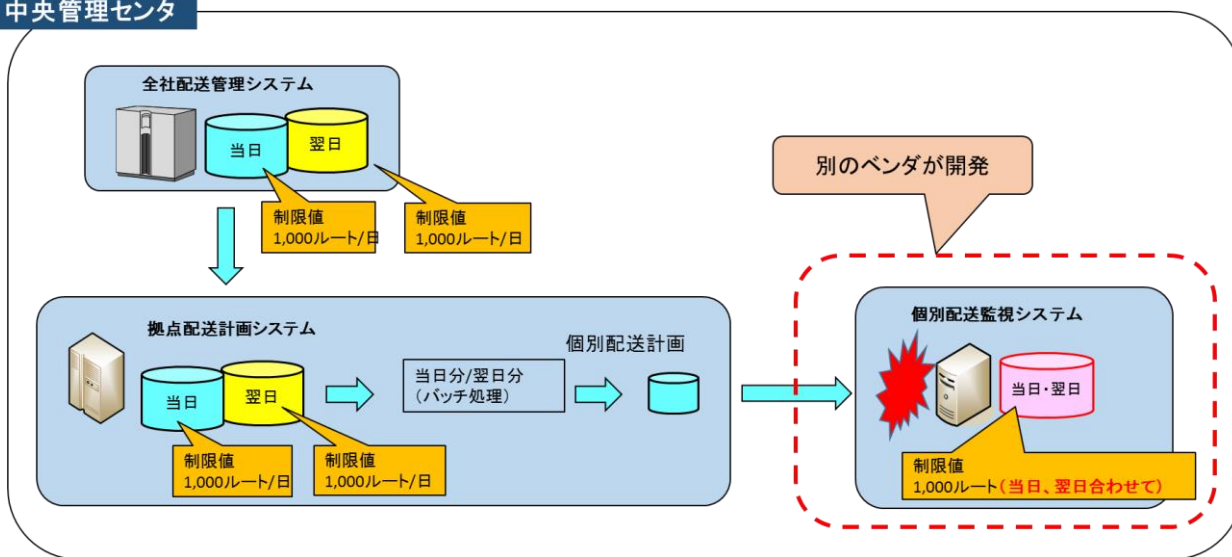 中央管理センタ
全社配送管理システム
当日
翌日
制限値
1,000ルート/日
制限値
1,000ルート/日
別のベンダが開発
拠点配送計画システム
当日
翌日
制限値
1,000ルート/日
制限値
1,000ルート/日
当日分/翌日分
(バッチ処理)
個別配送計画
個別配送監視システム
当日・翌日
制限値
1,000ルート(当日、翌日合わせて)